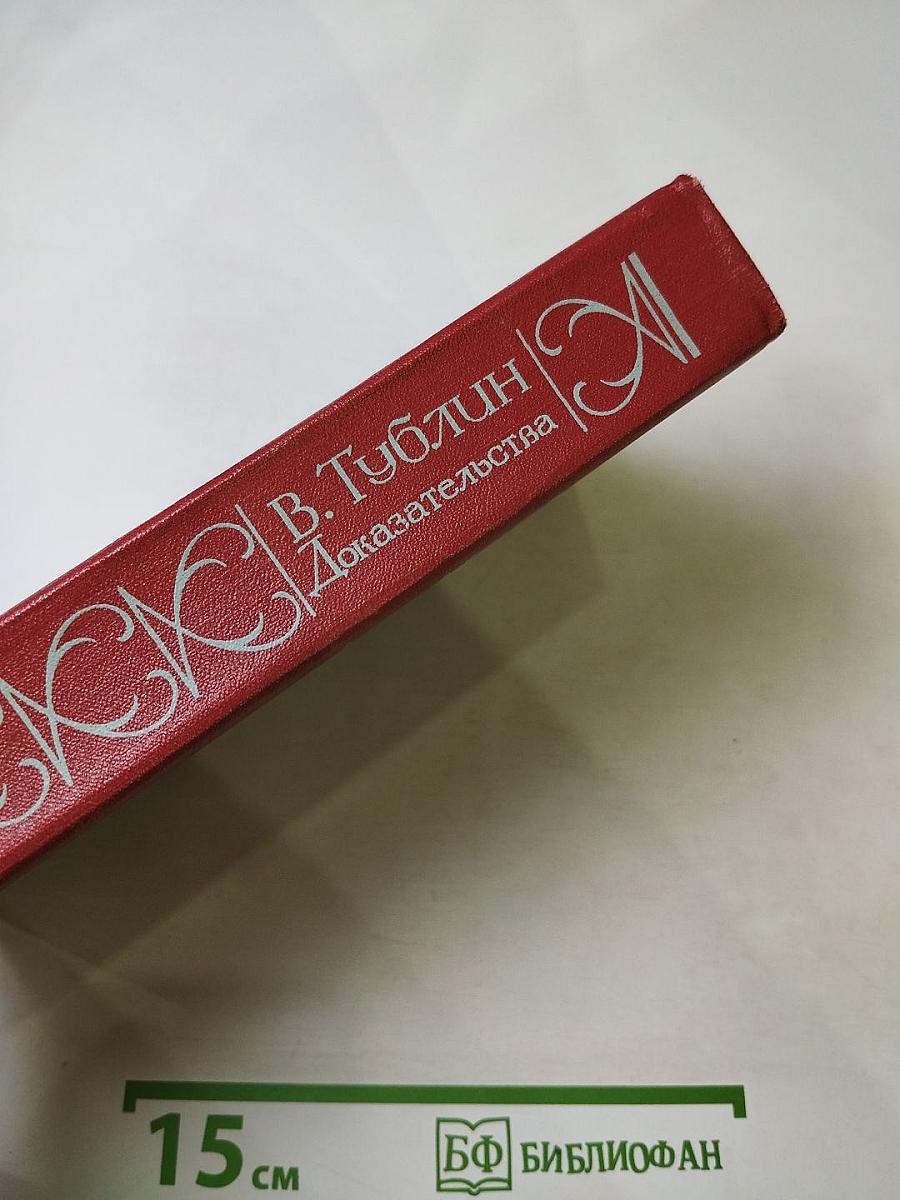 В. Тублин
Доказательства
15 см
БФ БИБЛИОФАН